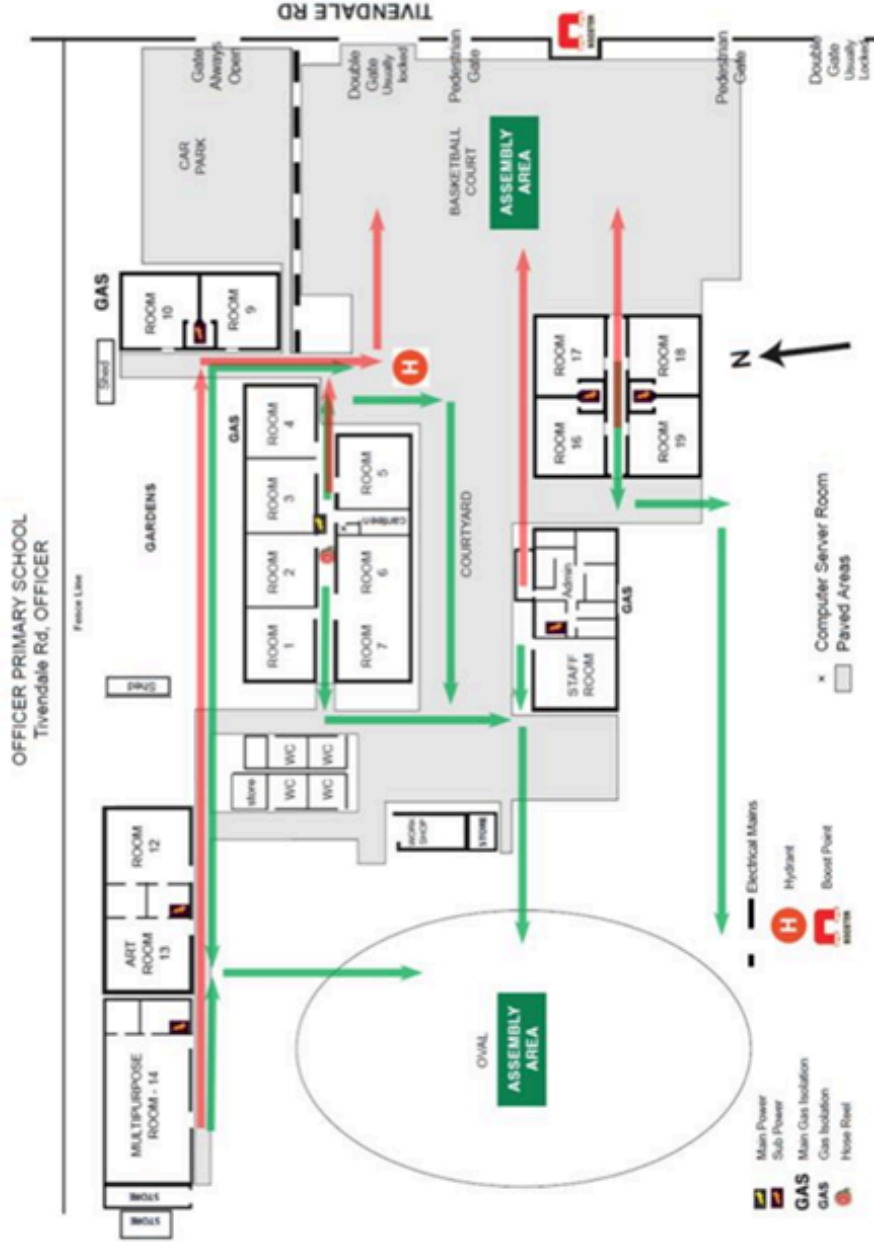 OFFICER PRIMARY SCHOOL
Tivendale Rd, OFFICER
Fence Line
TIVENDALE RD
Gate
Always
Open
Double
Gate
Usually
locked
Pedestrian
Gate
BOOSTER
Pedestrian
Gate
Double
Gate
Usually
Locked
STORE
STORE
MULTIPURPOSE
ROOM - 14
ART
ROOM
13
ROOM
12
Shed
GARDENS
Shed
GAS
ROOM
10
ROOM
9
CAR
PARK
store
WC
WC
WC
WC
ROOM
1
ROOM
2
ROOM
3
ROOM
4
GAS
ROOM
7
ROOM
6
canteen
x
ROOM
5
H
WORK
SHOP
STORE
COURTYARD
BASKETBALL
COURT
ASSEMBLY
AREA
OVAL
ASSEMBLY
AREA
STAFF
ROOM
Admin
GAS
ROOM
16
ROOM
17
ROOM
19
ROOM
18
N
Main Power
Sub Power
GAS Main Gas Isolation
GAS Gas Isolation
Hose Reel
Electrical Mains
H Hydrant
BOOSTER Boost Point
x Computer Server Room
Paved Areas